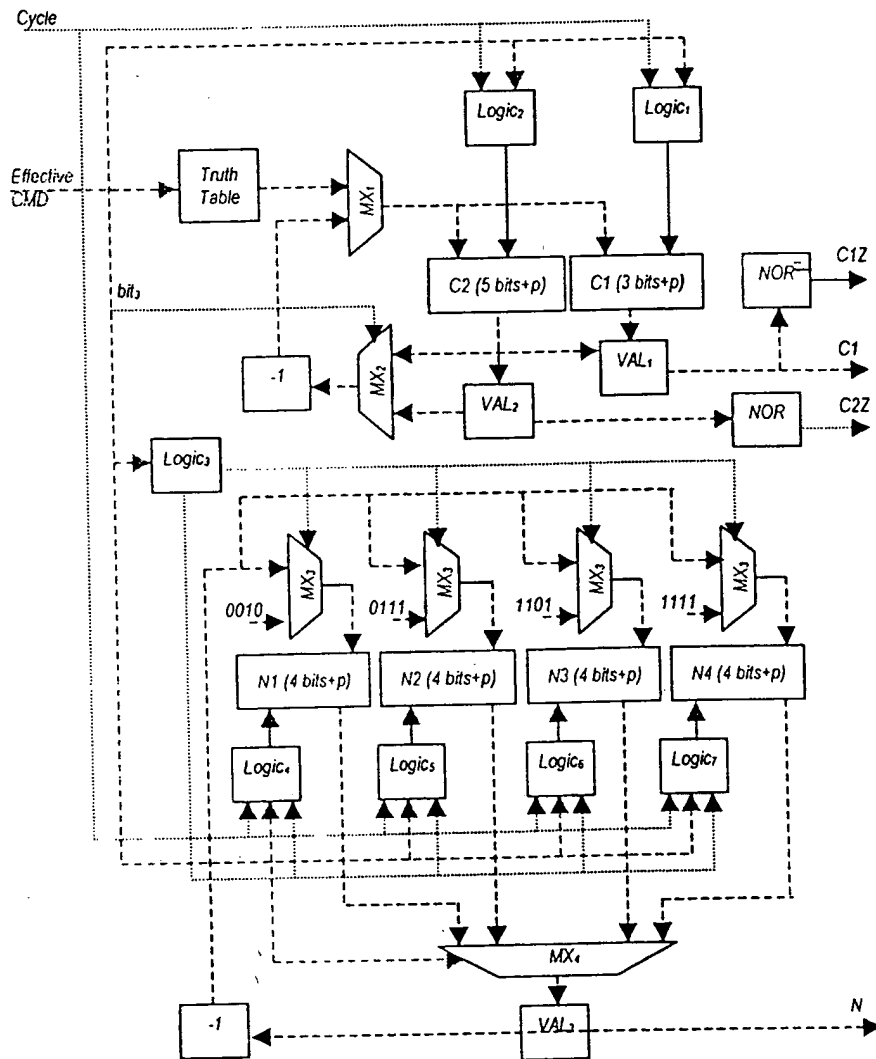 Cycle
Logic₂
Logic₁
Effective
CMD
Truth
Table
MX₁
C2 (5 bits+p)
C1 (3 bits+p)
NOR
C1Z
bit₃
-1
MX₂
VAL₁
C1
VAL₂
NOR
C2Z
Logic₃
MX₃
MX₃
MX₃
MX₃
0010
0111
1101
1111
N1 (4 bits+p)
N2 (4 bits+p)
N3 (4 bits+p)
N4 (4 bits+p)
Logic₄
Logic₅
Logic₆
Logic₇
MX₄
-1
VAL₃
N